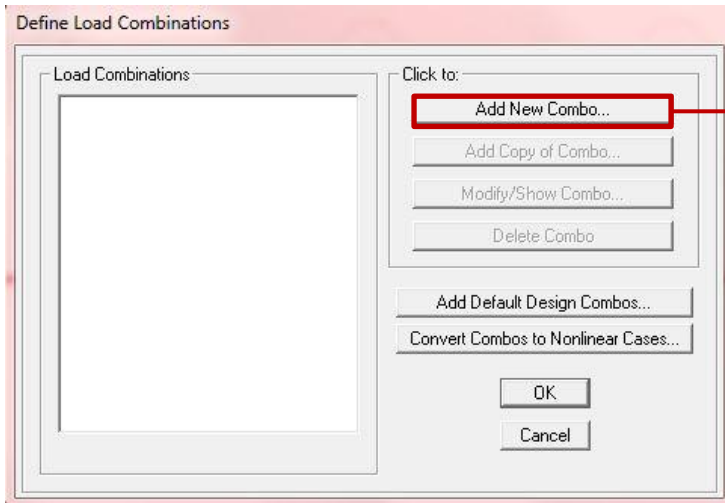 Define Load Combinations
Load Combinations
Click to:
Add New Combo...
Add Copy of Combo...
Modify/Show Combo...
Delete Combo
Add Default Design Combos...
Convert Combos to Nonlinear Cases...
OK
Cancel